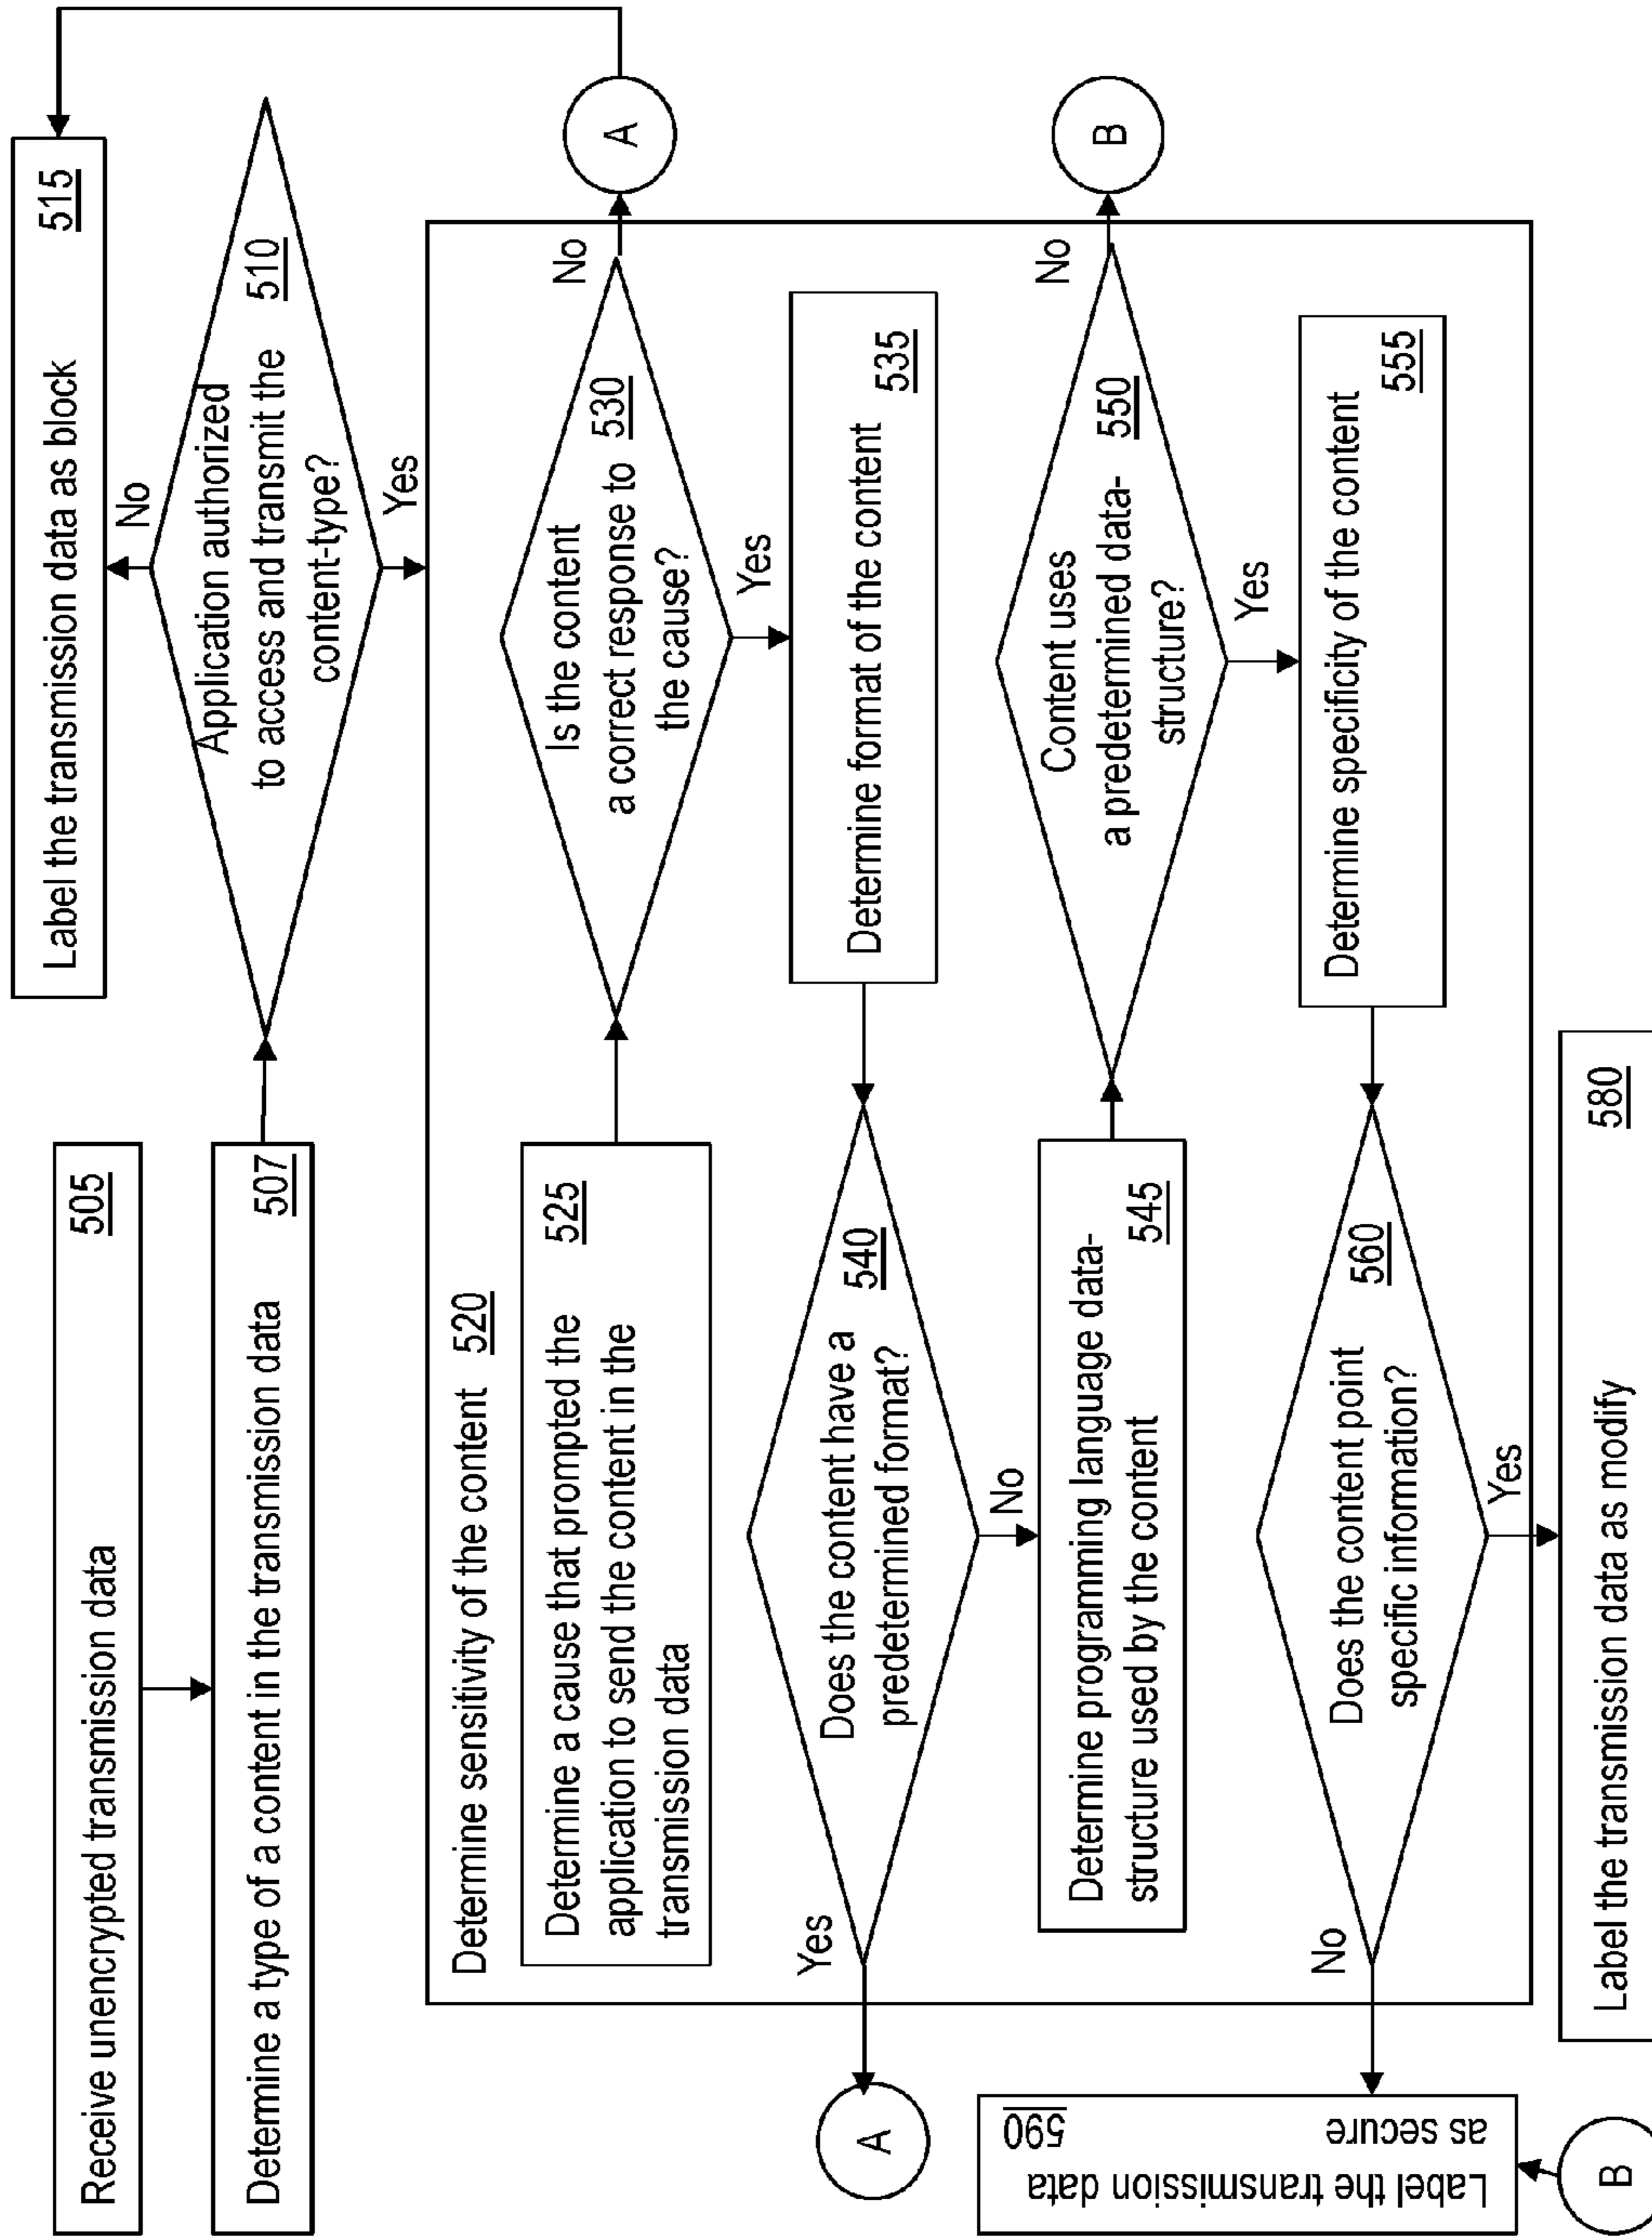 Receive unencrypted transmission data 505
Determine a type of a content in the transmission data 507
Application authorized
to access and transmit the 510
content-type?
No
Yes
Label the transmission data as block 515
Determine sensitivity of the content 520
Determine a cause that prompted the 525
application to send the content in the
transmission data
Is the content
a correct response to 530
the cause?
No
A
Yes
Determine format of the content 535
Does the content have a 540
predetermined format?
Yes
A
No
Determine programming language data-
structure used by the content 545
Content uses
a predetermined data- 550
structure?
No
B
Yes
Determine specificity of the content 555
Does the content point 560
specific information?
No
Yes
Label the transmission data 590
as secure
B
Label the transmission data as modify 580